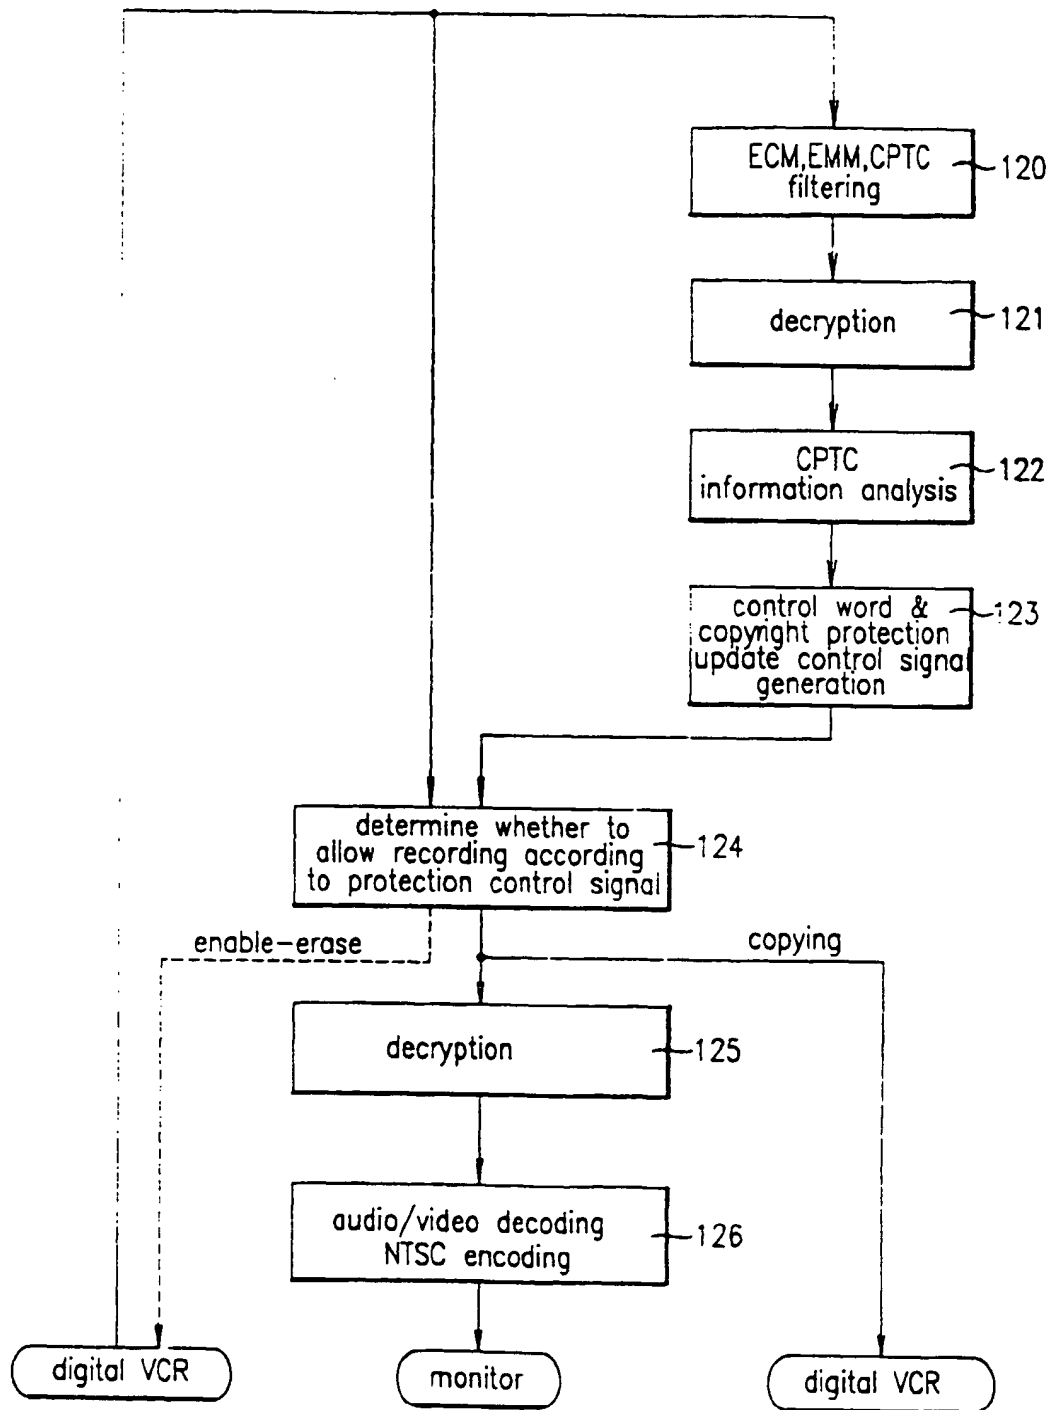 ECM,EMM,CPTC
filtering
120
decryption
121
CPTC
information analysis
122
control word &
copyright protection
update control signal
generation
123
determine whether to
allow recording according
to protection control signal
124
enable-erase
copying
decryption
125
audio/video decoding
NTSC encoding
126
digital VCR
monitor
digital VCR